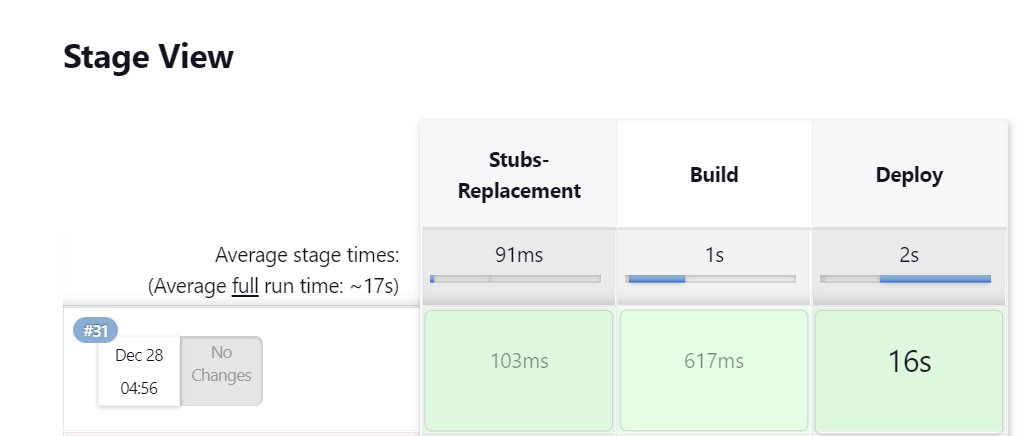 Stage View
Stubs-
Replacement
Build
Deploy
Average stage times:
(Average full run time: ~17s)
91ms
1s
2s
#31
Dec 28
04:56
No
Changes
103ms
617ms
16s